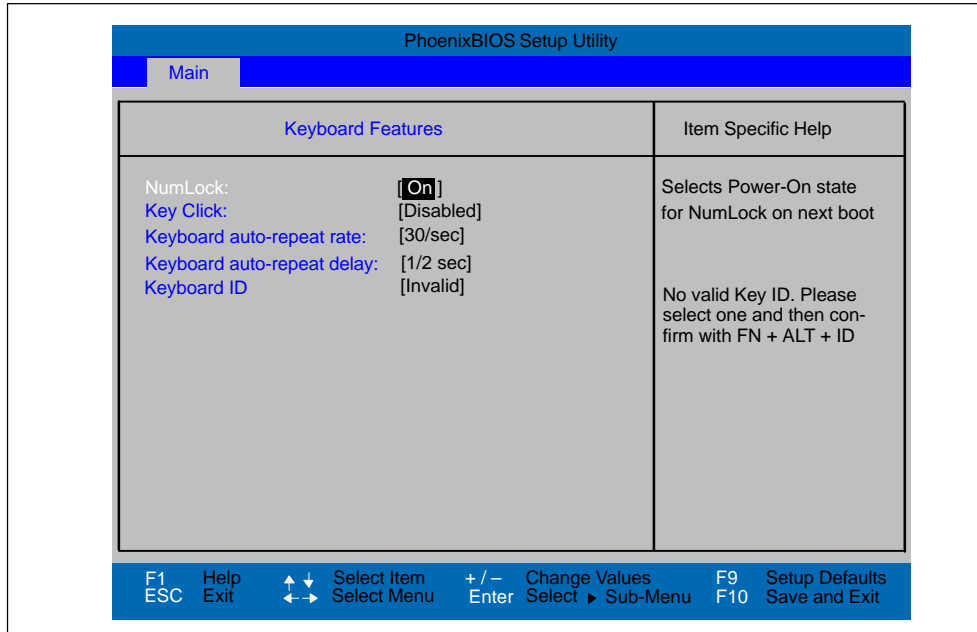 PhoenixBIOS Setup Utility
Main
Keyboard Features
Item Specific Help
NumLock: [ On ]
Key Click: [Disabled]
Keyboard auto-repeat rate: [30/sec]
Keyboard auto-repeat delay: [1/2 sec]
Keyboard ID [Invalid]
Selects Power-On state
for NumLock on next boot
No valid Key ID. Please
select one and then con-
firm with FN + ALT + ID
F1 Help Select Item + / – Change Values F9 Setup Defaults
ESC Exit Select Menu Enter Select Sub-Menu F10 Save and Exit